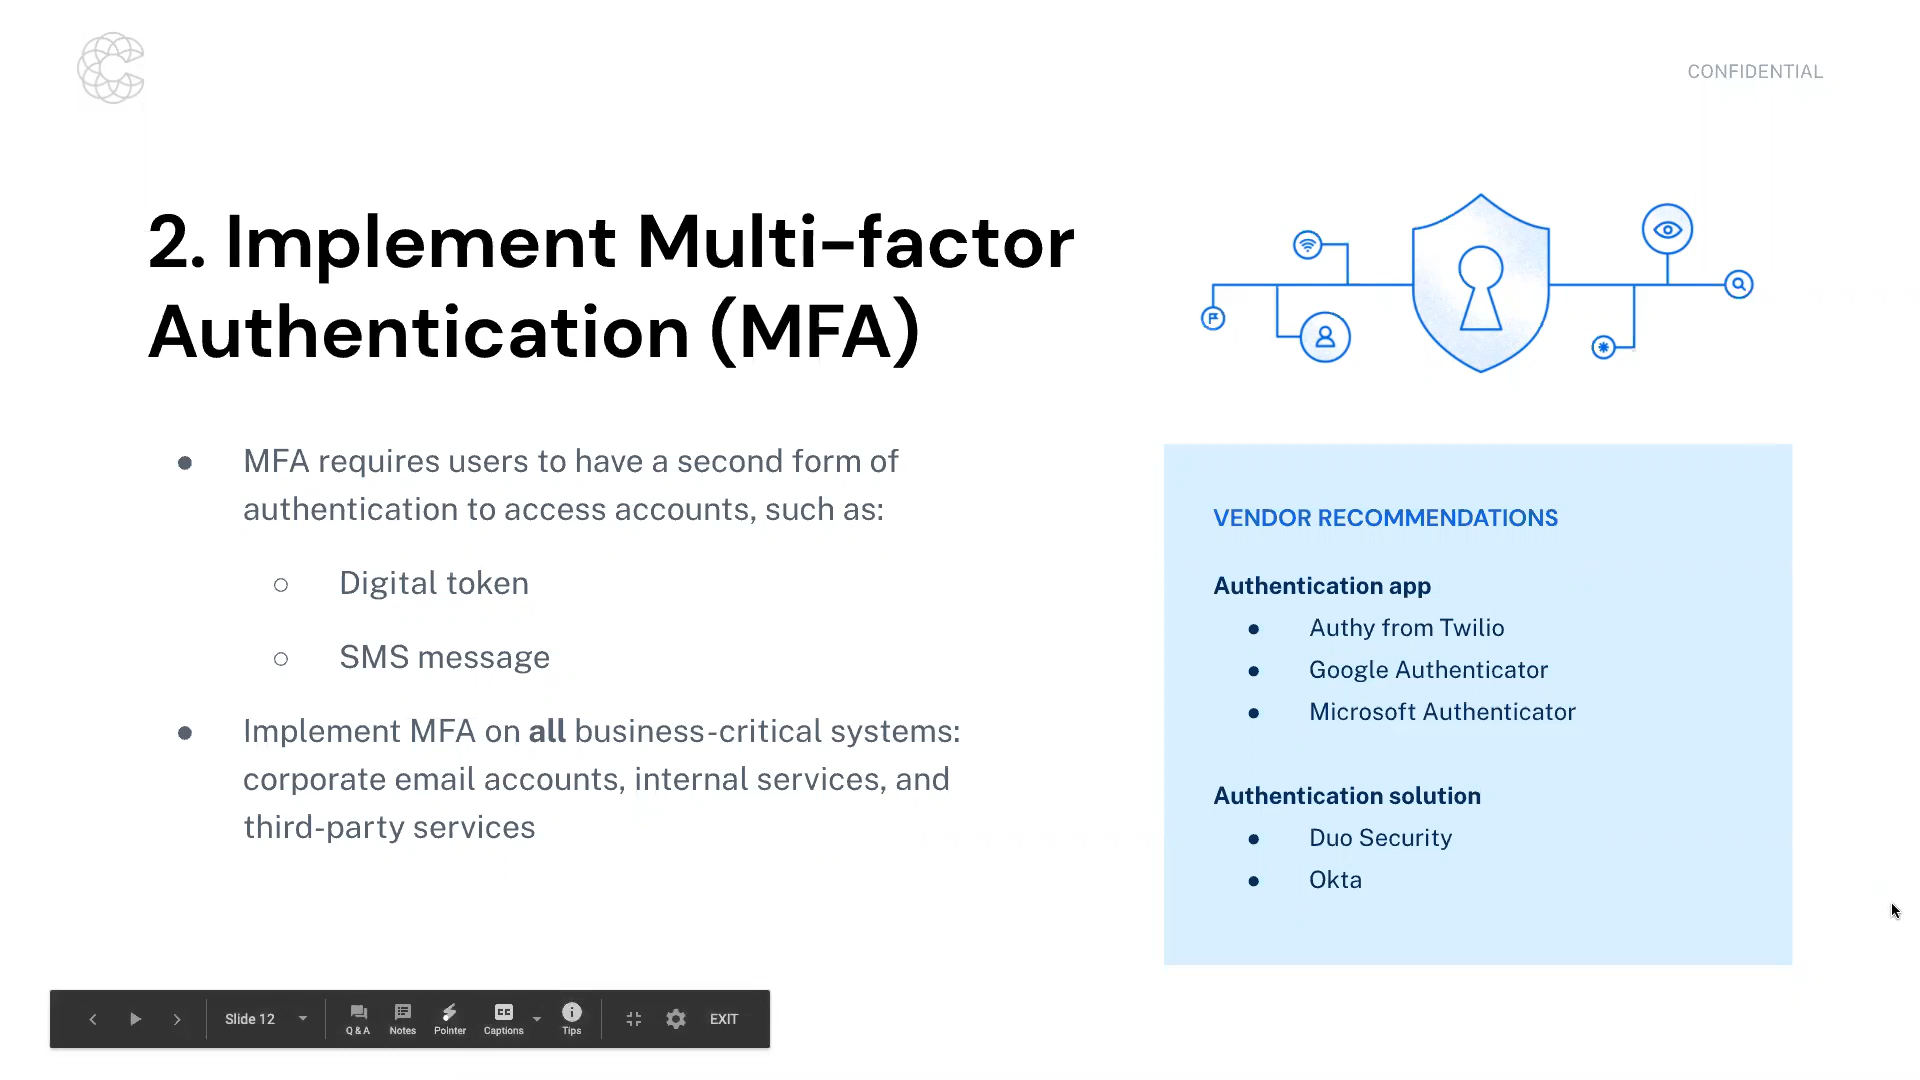 CONFIDENTIAL
2. Implement Multi-factor
Authentication (MFA)
● MFA requires users to have a second form of
authentication to access accounts, such as:
○ Digital token
○ SMS message
● Implement MFA on all business-critical systems:
corporate email accounts, internal services, and
third-party services
VENDOR RECOMMENDATIONS
Authentication app
● Authy from Twilio
● Google Authenticator
● Microsoft Authenticator
Authentication solution
● Duo Security
● Okta
Slide 12
Q & A
Notes
Pointer
CC
Captions
Tips
EXIT